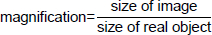 magnification= size of image / size of real object